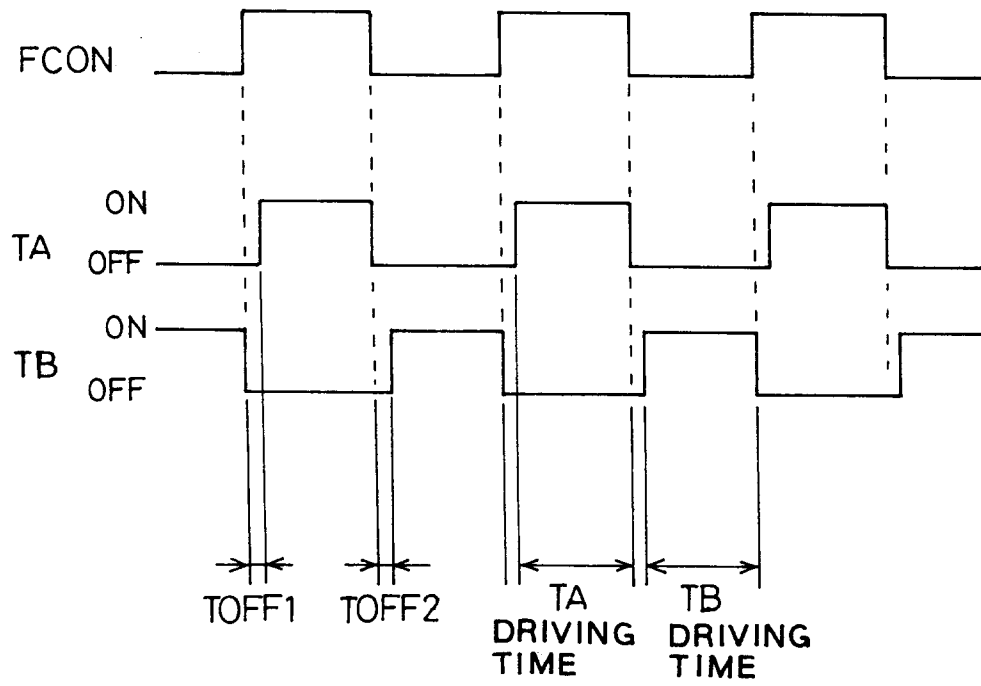 FCON
ON
TA
OFF
ON
TB
OFF
TOFF1
TOFF2
TA
DRIVING
TIME
TB
DRIVING
TIME